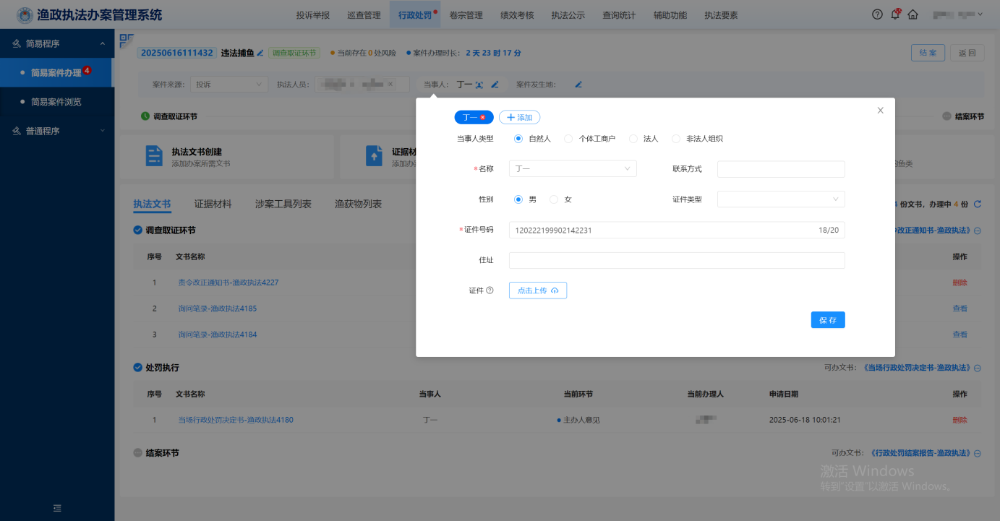 渔政执法办案管理系统 投诉举报 巡查管理 行政处罚 卷宗管理 绩效考核 执法公示 查询统计 辅助功能 执法要素
简易程序
简易案件办理 4
简易案件浏览
普通程序
20250616111432 违法捕鱼 调查取证环节 当前存在0处风险 案件办理时长: 2 天 23 时 17 分 结 案 返 回
案件来源: 投诉 执法人员: 当事人: 丁一 案件发生地:
调查取证环节 结案环节
执法文书创建
添加办案所需文书
证据材
添加办
的鱼类
丁一 添加
当事人类型 自然人 个体工商户 法人 非法人组织
*名称 丁一 联系方式
性别 男 女 证件类型
*证件号码 120222199902142231 18/20
住址
证件 点击上传
保 存
执法文书 证据材料 涉案工具列表 渔获物列表 份文书，办理中 4 份
调查取证环节 改正通知书-渔政执法》
序号 文书名称 操作
1 责令改正通知书-渔政执法4227 删除
2 询问笔录-渔政执法4185 查看
3 询问笔录-渔政执法4184 查看
处罚执行 可办文书: 《当场行政处罚决定书-渔政执法》
序号 文书名称 当事人 当前环节 当前办理人 申请日期 操作
1 当场行政处罚决定书-渔政执法4180 丁一 主办人意见 2025-06-18 10:01:21 删除
结案环节 可办文书: 《行政处罚结案报告-渔政执法》
激活 Windows
转到"设置"以激活 Windows。